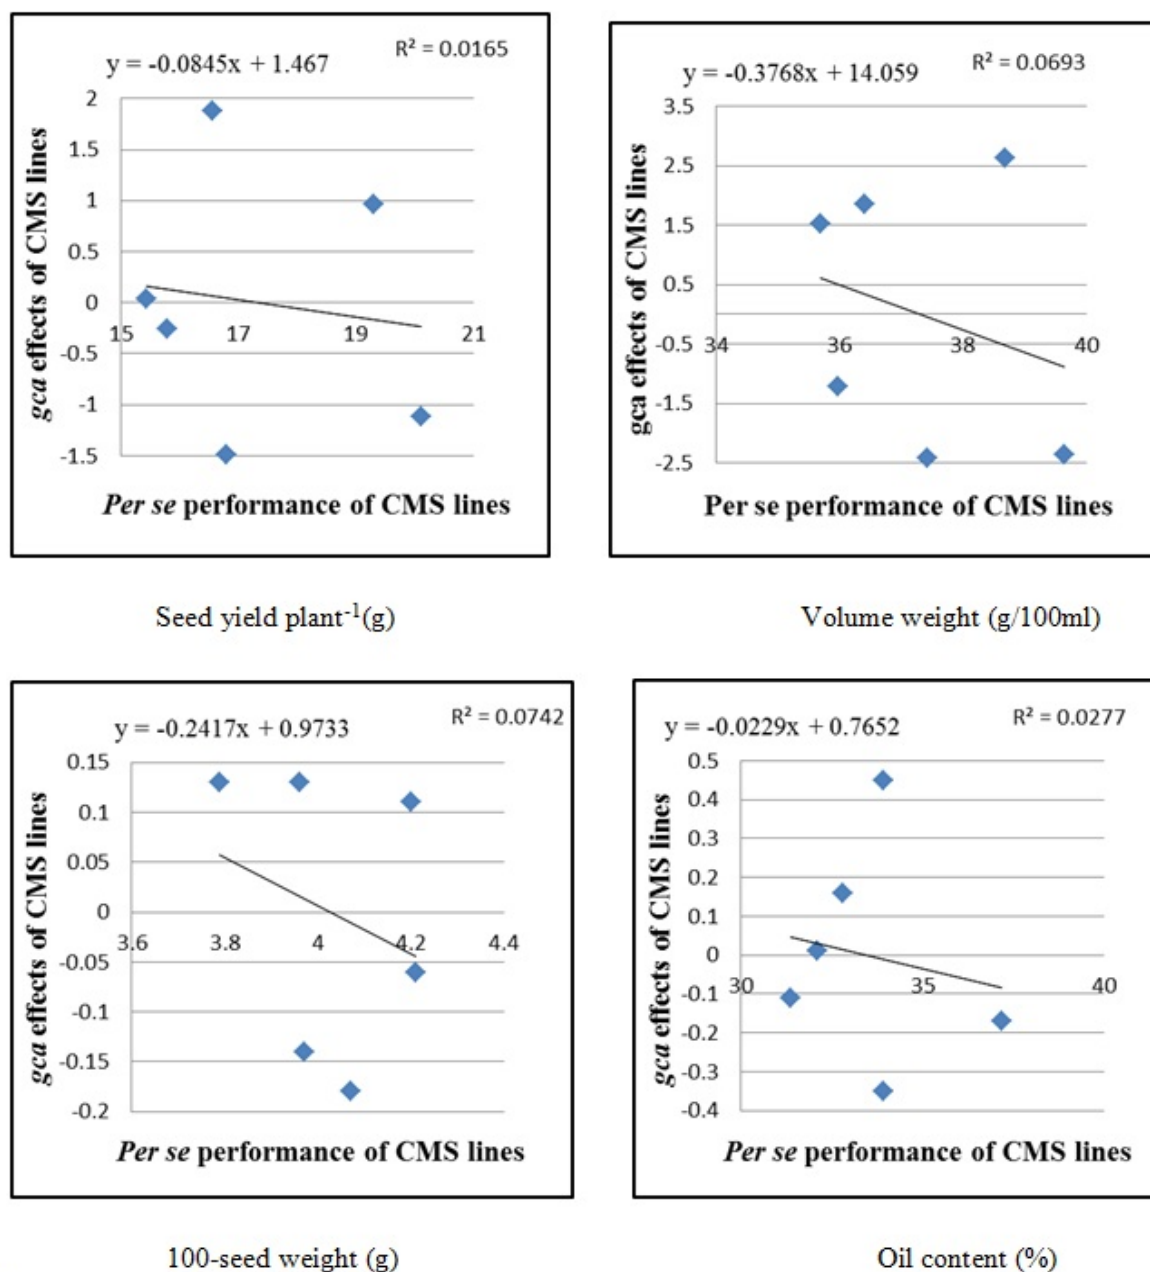 y = -0.0845x + 1.467
R² = 0.0165
gca effects of CMS lines
2
1.5
1
0.5
0
-0.5
-1
-1.5
15
17
19
21
Per se performance of CMS lines
Seed yield plant⁻¹(g)
y = -0.3768x + 14.059
R² = 0.0693
gca effects of CMS lines
3.5
2.5
1.5
0.5
-0.5
-1.5
-2.5
34
36
38
40
Per se performance of CMS lines
Volume weight (g/100ml)
y = -0.2417x + 0.9733
R² = 0.0742
gca effects of CMS lines
0.15
0.1
0.05
0
-0.05
-0.1
-0.15
-0.2
3.6
3.8
4
4.2
4.4
Per se performance of CMS lines
100-seed weight (g)
y = -0.0229x + 0.7652
R² = 0.0277
gca effects of CMS lines
0.5
0.4
0.3
0.2
0.1
0
-0.1
-0.2
-0.3
-0.4
30
35
40
Per se performance of CMS lines
Oil content (%)